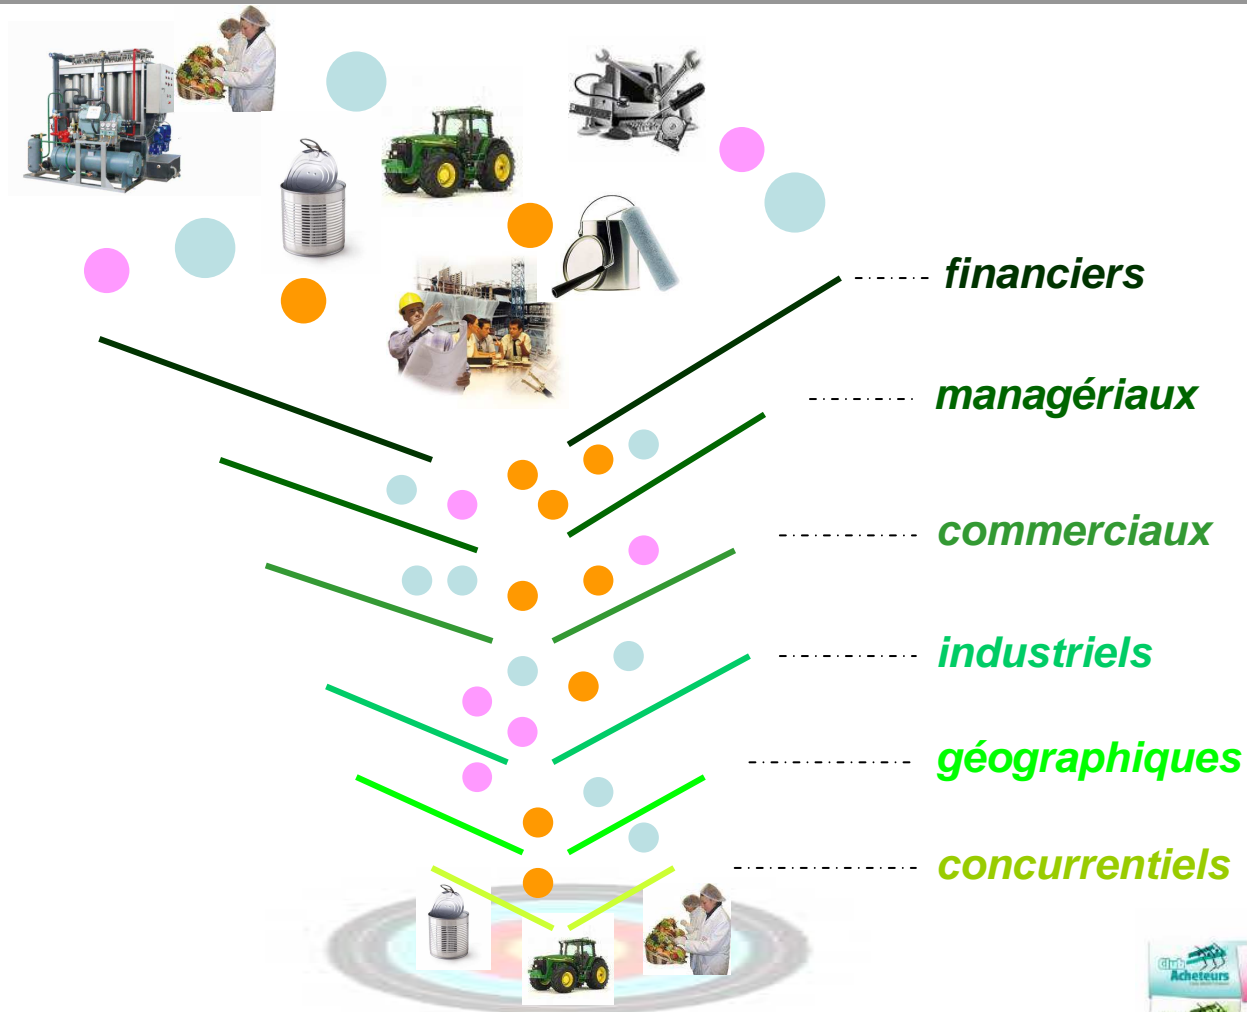 financiers
managériaux
commerciaux
industriels
géographiques
concurrentiels
Club
Acheteurs